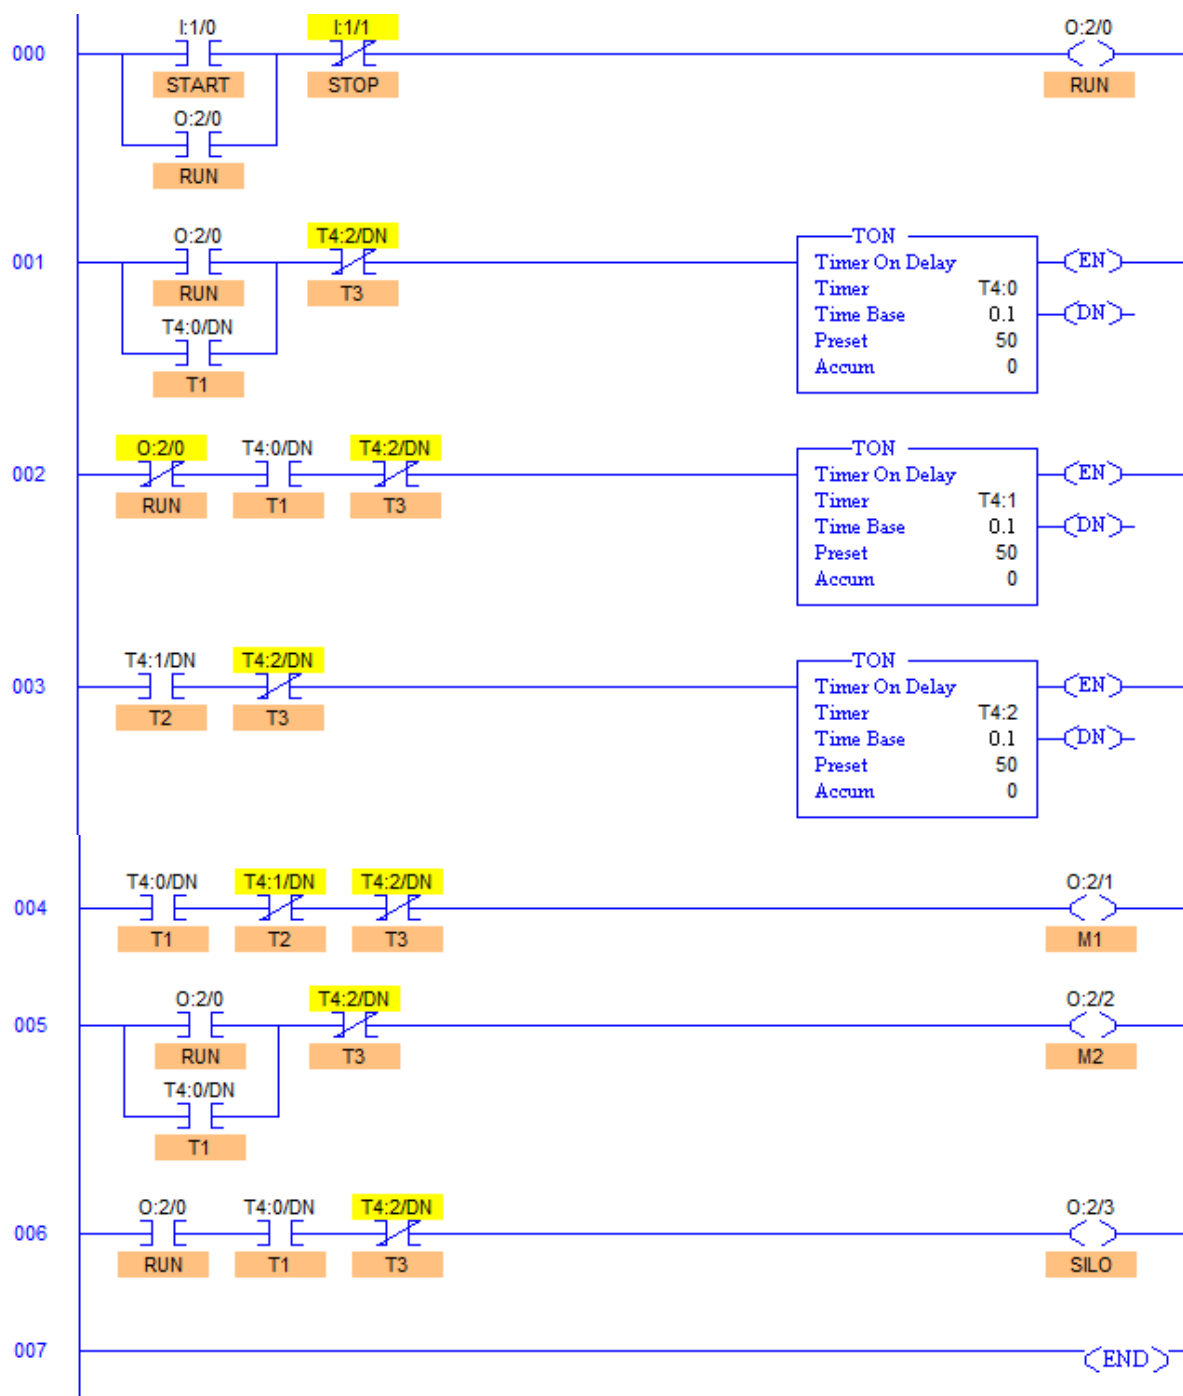 I:1/0 I:1/1 O:2/0
000
START STOP RUN
O:2/0
RUN
O:2/0 T4:2/DN TON
001 Timer On Delay EN
RUN T3 Timer T4:0
T4:0/DN Time Base 0.1 DN
Preset 50
T1 Accum 0
O:2/0 T4:0/DN T4:2/DN TON
002 Timer On Delay EN
RUN T1 T3 Timer T4:1
Time Base 0.1 DN
Preset 50
Accum 0
T4:1/DN T4:2/DN TON
003 Timer On Delay EN
T2 T3 Timer T4:2
Time Base 0.1 DN
Preset 50
Accum 0
T4:0/DN T4:1/DN T4:2/DN O:2/1
004
T1 T2 T3 M1
O:2/0 T4:2/DN O:2/2
005
RUN T3 M2
T4:0/DN
T1
O:2/0 T4:0/DN T4:2/DN O:2/3
006
RUN T1 T3 SILO
007 END